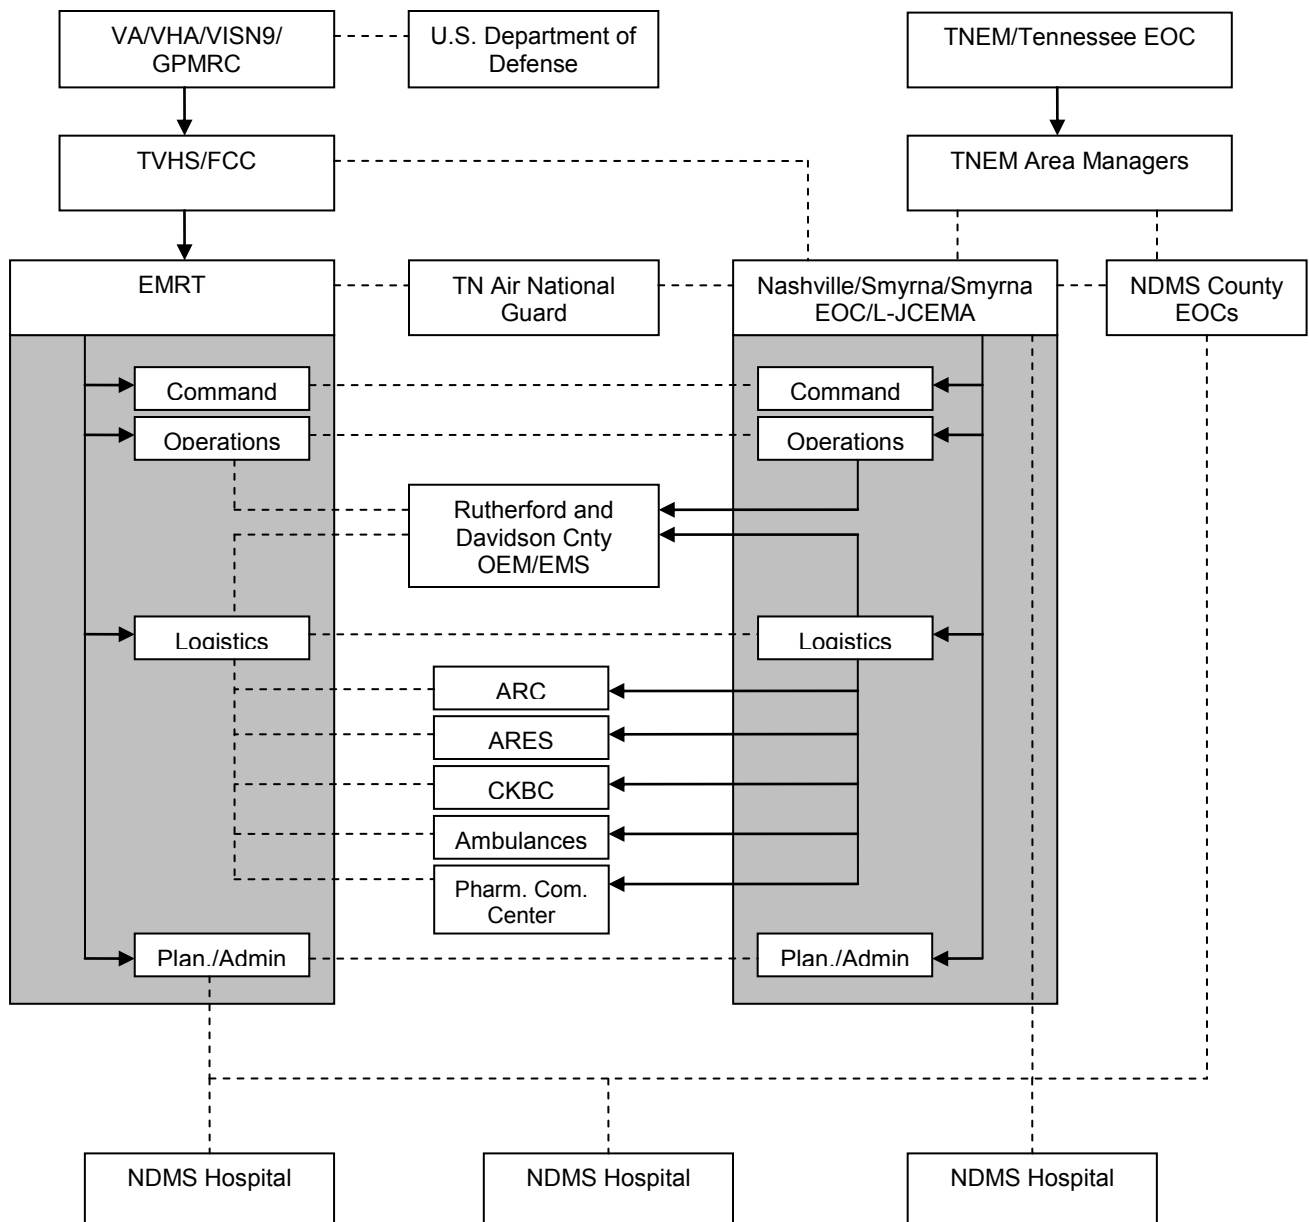 VA/VHA/VISN9/
GPMRC
U.S. Department of
Defense
TNEM/Tennessee EOC
TVHS/FCC
TNEM Area Managers
EMRT
TN Air National
Guard
Nashville/Smyrna/Smyrna
EOC/L-JCEMA
NDMS County
EOCs
Command
Command
Operations
Operations
Rutherford and
Davidson Cnty
OEM/EMS
Logistics
Logistics
ARC
ARES
CKBC
Ambulances
Pharm. Com.
Center
Plan./Admin
Plan./Admin
NDMS Hospital
NDMS Hospital
NDMS Hospital